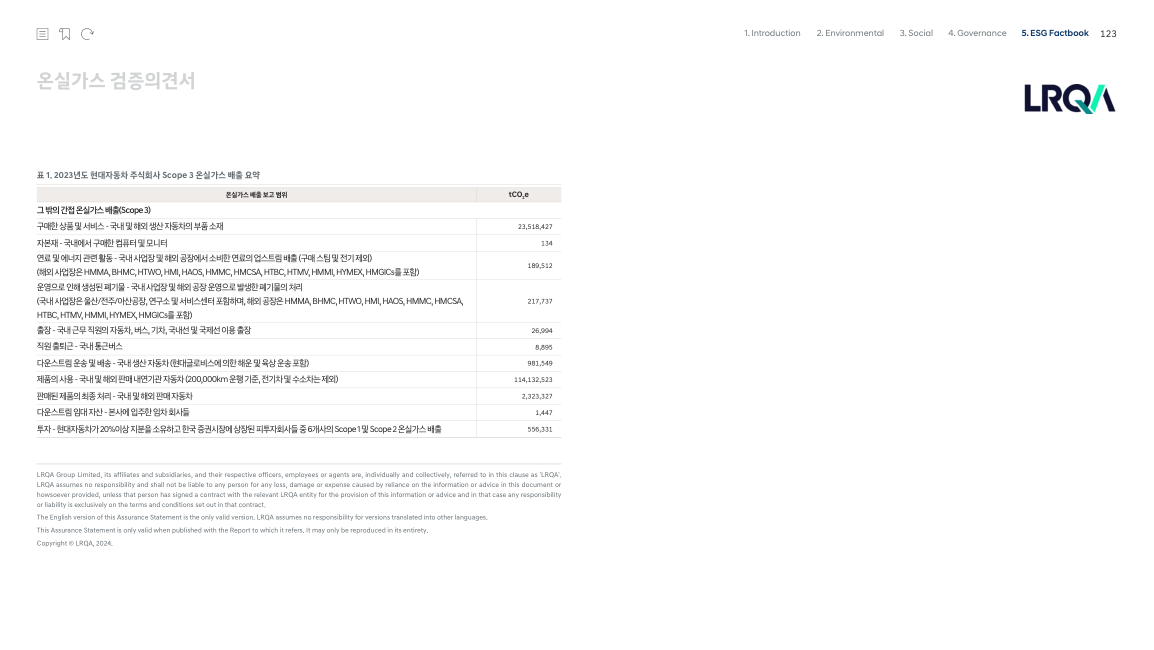 1. Introduction 2. Environmental 3. Social 4. Governance 5. ESG Factbook 123
온실가스 검증의견서
LRQA
표 1. 2023년도 현대자동차 주식회사 Scope 3 온실가스 배출 요약
온실가스 배출 보고 범위 tCO₂e
그 밖의 간접 온실가스 배출(Scope 3)
구매한 상품 및 서비스 - 국내 및 해외 생산 자동차의 부품 소재 23,518,427
자본재 - 국내에서 구매한 컴퓨터 및 모니터 134
연료 및 에너지 관련 활동 - 국내 사업장 및 해외 공장에서 소비한 연료의 업스트림 배출 (구매 스팀 및 전기 제외)
(해외 사업장은 HMMA, BHMC, HTWO, HMI, HAOS, HMMC, HMCSA, HTBC, HTMV, HMMI, HYMEX, HMGICs를 포함) 189,512
운영으로 인해 생성된 폐기물 - 국내 사업장 및 해외 공장 운영으로 발생한 폐기물의 처리
(국내 사업장은 울산/전주/아산공장, 연구소 및 서비스센터 포함하며, 해외 공장은 HMMA, BHMC, HTWO, HMI, HAOS, HMMC, HMCSA, 217,737
HTBC, HTMV, HMMI, HYMEX, HMGICs를 포함)
출장 - 국내 근무 직원의 자동차, 버스, 기차, 국내선 및 국제선 이용 출장 26,994
직원 출퇴근 - 국내 통근버스 8,895
다운스트림 운송 및 배송 - 국내 생산 자동차 (현대글로비스에 의한 해운 및 육상 운송 포함) 981,549
제품의 사용 - 국내 및 해외 판매 내연기관 자동차 (200,000km 운행 기준, 전기차 및 수소차는 제외) 114,132,523
판매된 제품의 최종 처리 - 국내 및 해외 판매 자동차 2,323,327
다운스트림 임대 자산 - 본사에 입주한 임차 회사들 1,447
투자 - 현대자동차가 20%이상 지분을 소유하고 한국 증권시장에 상장된 피투자회사들 중 6개사의 Scope 1 및 Scope 2 온실가스 배출 556,331
LRQA Group Limited, its affiliates and subsidiaries, and their respective officers, employees or agents are, individually and collectively, referred to in this clause as 'LRQA'.
LRQA assumes no responsibility and shall not be liable to any person for any loss, damage or expense caused by reliance on the information or advice in this document or
howsoever provided, unless that person has signed a contract with the relevant LRQA entity for the provision of this information or advice and in that case any responsibility
or liability is exclusively on the terms and conditions set out in that contract.
The English version of this Assurance Statement is the only valid version. LRQA assumes no responsibility for versions translated into other languages.
This Assurance Statement is only valid when published with the Report to which it refers. It may only be reproduced in its entirety.
Copyright © LRQA, 2024.